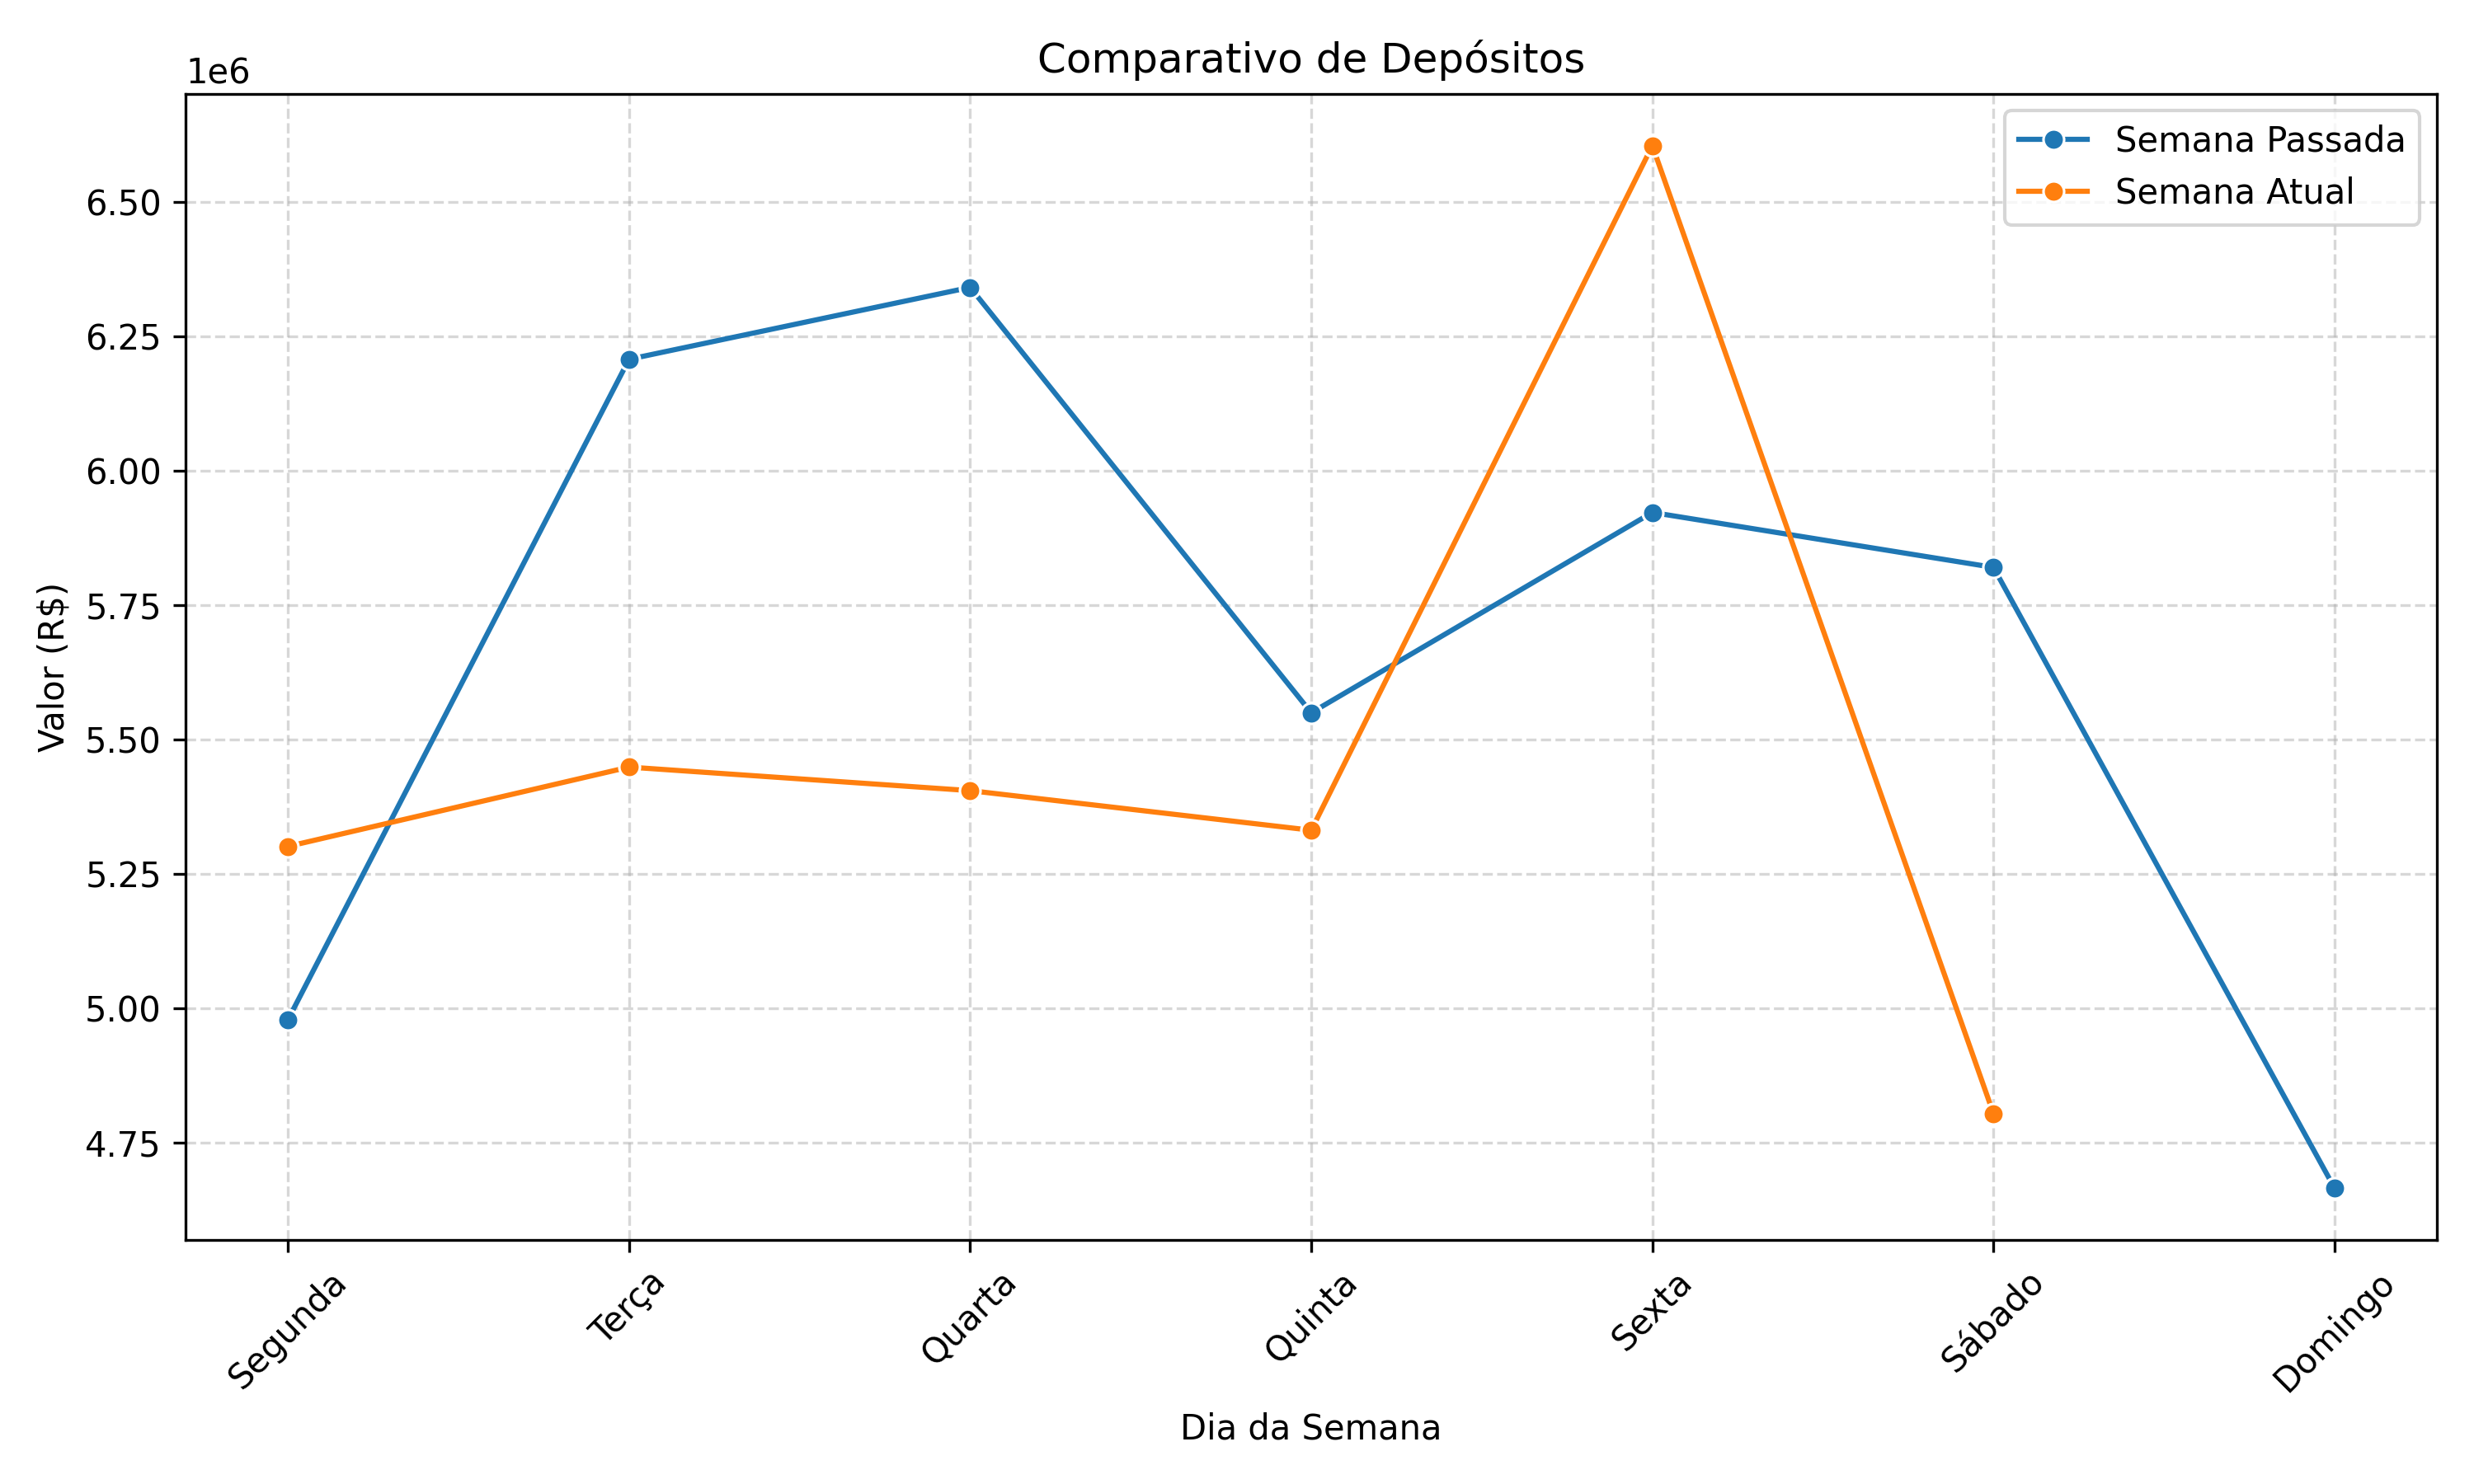 Comparativo de Depósitos
1e6
Semana Passada
Semana Atual
6.50
6.25
6.00
5.75
5.50
5.25
5.00
4.75
Valor (R$)
Segunda
Terça
Quarta
Quinta
Sexta
Sábado
Domingo
Dia da Semana